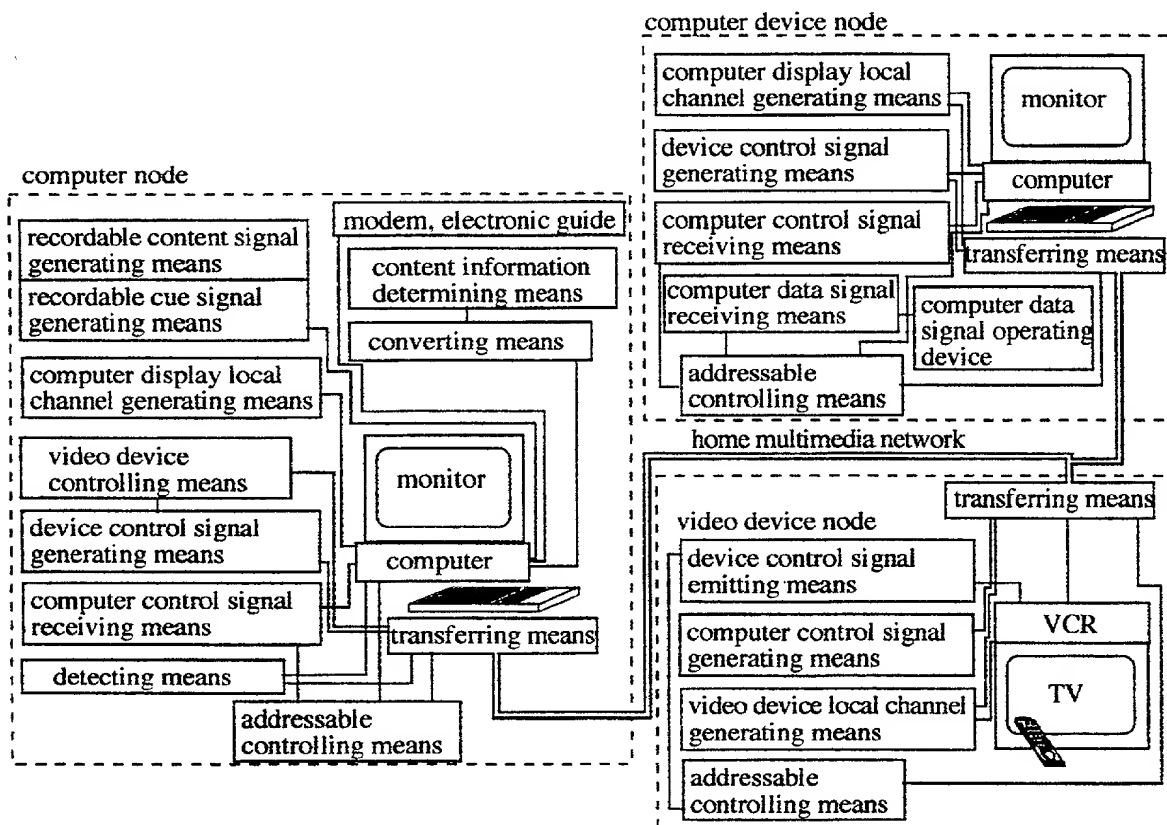 computer node
recordable content signal
generating means
recordable cue signal
generating means
computer display local
channel generating means
video device
controlling means
device control signal
generating means
computer control signal
receiving means
detecting means
addressable
controlling means
modem, electronic guide
content information
determining means
converting means
monitor
computer
transferring means
computer device node
computer display local
channel generating means
device control signal
generating means
computer control signal
receiving means
computer data signal
receiving means
addressable
controlling means
monitor
computer
transferring means
computer data
signal operating
device
home multimedia network
transferring means
video device node
device control signal
emitting means
computer control signal
generating means
video device local channel
generating means
addressable
controlling means
VCR
TV